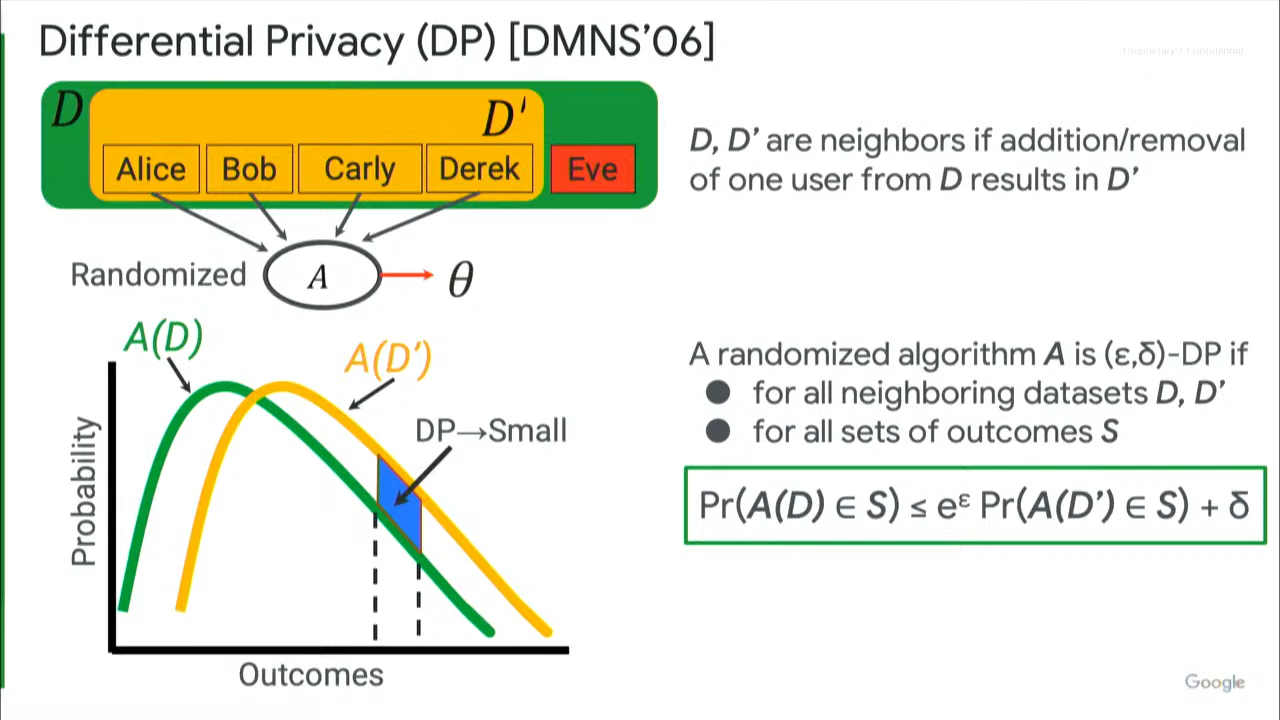 Differential Privacy (DP) [DMNS’06]
D
D'
Alice
Bob
Carly
Derek
Eve
Randomized
A
θ
D, D’ are neighbors if addition/removal
of one user from D results in D’
A(D)
A(D’)
DP→Small
Probability
Outcomes
A randomized algorithm A is (ε,δ)-DP if
● for all neighboring datasets D, D’
● for all sets of outcomes S
Pr(A(D) ∈ S) ≤ e^ε Pr(A(D’) ∈ S) + δ
Google